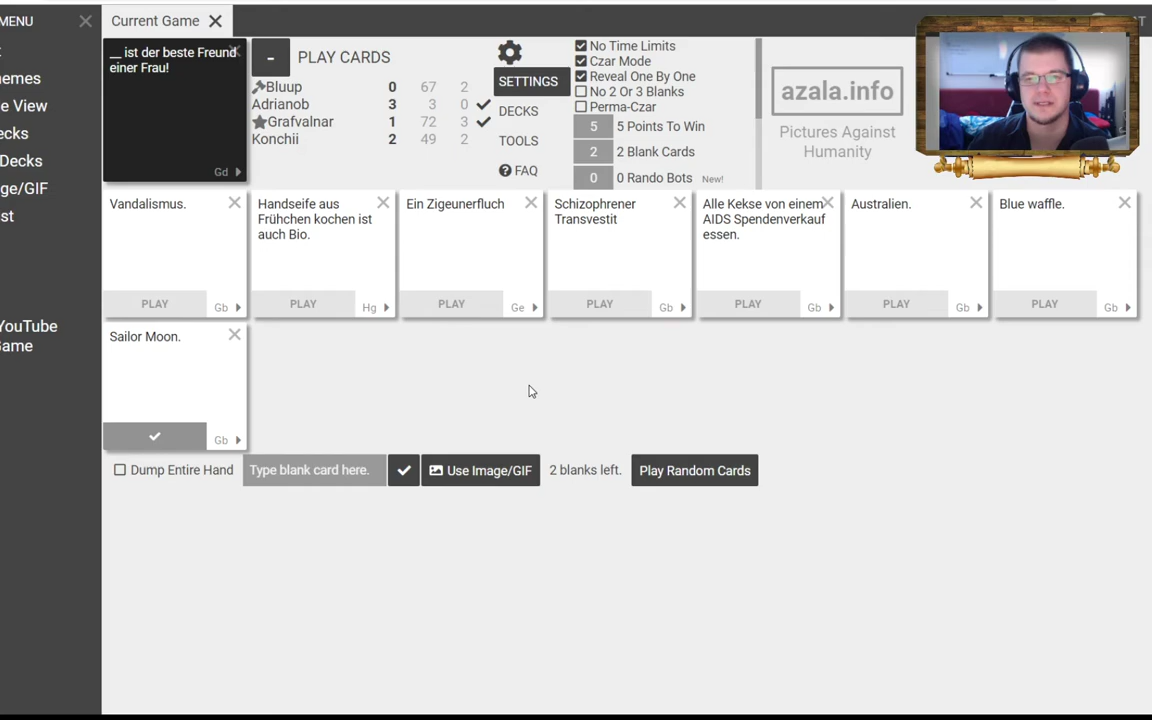 MENU
Current Game
T
emes
e View
ecks
Decks
ge/GIF
st
YouTube
ame
__ ist der beste Freund
einer Frau!
Gd
-
PLAY CARDS
Bluup 0 67 2
Adrianob 3 3 0
Grafvalnar 1 72 3
Konchii 2 49 2
SETTINGS
DECKS
TOOLS
FAQ
No Time Limits
Czar Mode
Reveal One By One
No 2 Or 3 Blanks
Perma-Czar
5 5 Points To Win
2 2 Blank Cards
0 0 Rando Bots New!
azala.info
Pictures Against
Humanity
Vandalismus.
PLAY Gb
Handseife aus
Frühchen kochen ist
auch Bio.
PLAY Hg
Ein Zigeunerfluch
PLAY Ge
Schizophrener
Transvestit
PLAY Gb
Alle Kekse von einem
AIDS Spendenverkauf
essen.
PLAY Gb
Australien.
PLAY Gb
Blue waffle.
PLAY Gb
Sailor Moon.
Gb
Dump Entire Hand
Type blank card here.
Use Image/GIF
2 blanks left.
Play Random Cards